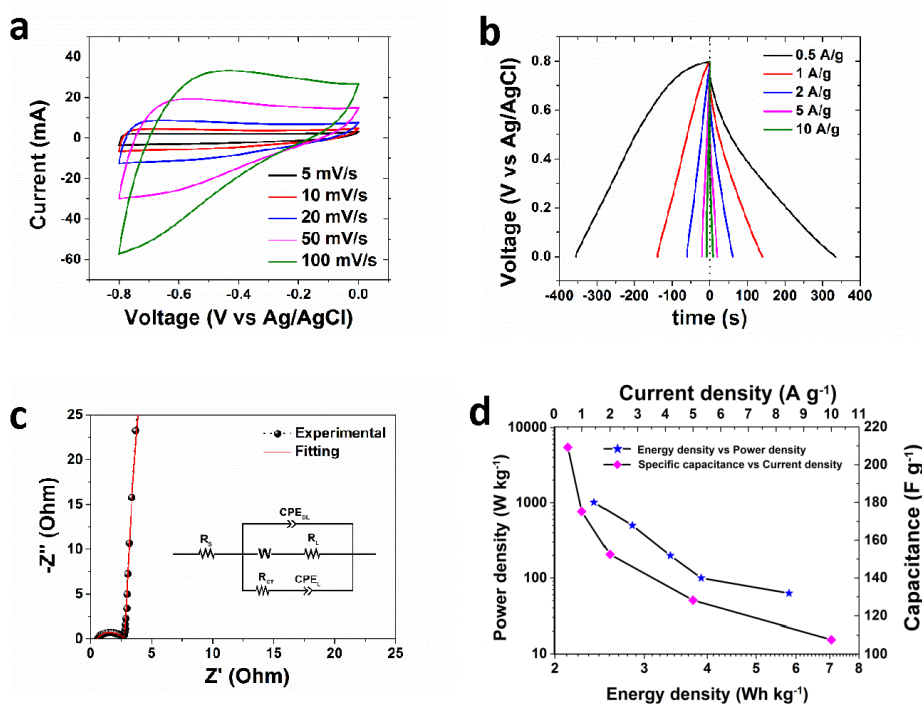 a
40
20
0
-20
-40
-60
Current (mA)
5 mV/s
10 mV/s
20 mV/s
50 mV/s
100 mV/s
-0.8
-0.6
-0.4
-0.2
0.0
Voltage (V vs Ag/AgCl)
b
0.8
0.6
0.4
0.2
0.0
Voltage (V vs Ag/AgCl)
0.5 A/g
1 A/g
2 A/g
5 A/g
10 A/g
-400 -300 -200 -100 0 100 200 300 400
time (s)
c
25
20
15
10
5
0
-Z" (Ohm)
Experimental
Fitting
CPE_DL
R_S
W
R_L
R_CT
CPE_L
0 5 10 15 20 25
Z' (Ohm)
d
Current density (A g⁻¹)
0 1 2 3 4 5 6 7 8 9 10 11
10000
1000
100
10
Power density (W kg⁻¹)
Energy density vs Power density
Specific capacitance vs Current density
220
200
180
160
140
120
100
Capacitance (F g⁻¹)
2 3 4 5 6 7 8
Energy density (Wh kg⁻¹)